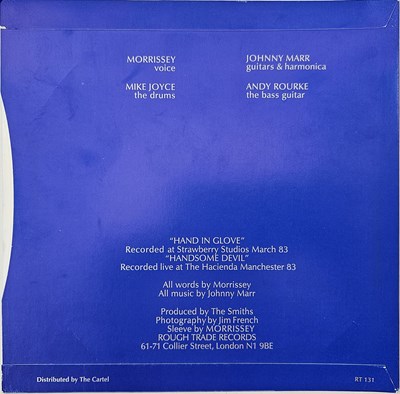 MORRISSEY
voice
JOHNNY MARR
guitars & harmonica
MIKE JOYCE
the drums
ANDY ROURKE
the bass guitar
"HAND IN GLOVE"
Recorded at Strawberry Studios March 83
"HANDSOME DEVIL"
Recorded live at The Hacienda Manchester 83
All words by Morrissey
All music by Johnny Marr
Produced by The Smiths
Photography by Jim French
Sleeve by MORRISSEY
ROUGH TRADE RECORDS
61-71 Collier Street, London N1 9BE
Distributed by The Cartel
RT 131